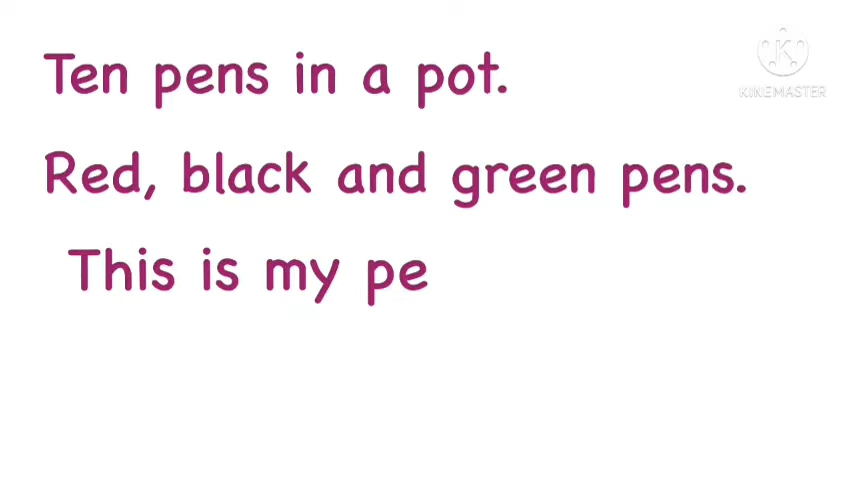 Ten pens in a pot.
Red, black and green pens.
This is my pe
KINEMASTER